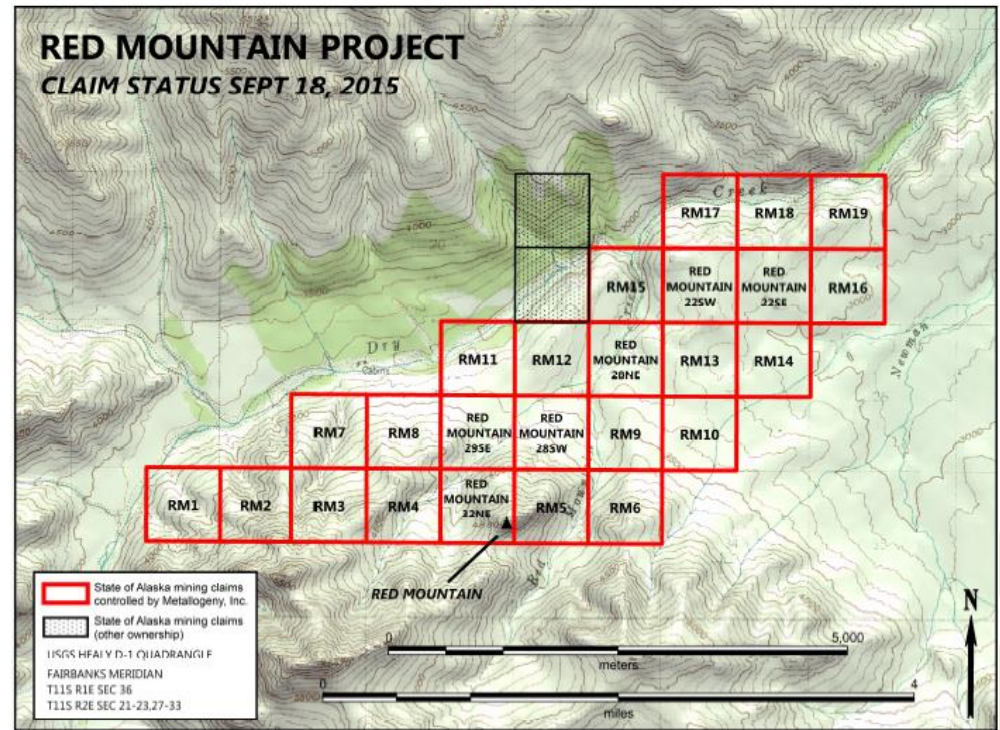 RED MOUNTAIN PROJECT
CLAIM STATUS SEPT 18, 2015
Creek
RM17
RM18
RM19
RM15
RED
MOUNTAIN
22SW
RED
MOUNTAIN
22SE
RM16
Dry
Cabins
RM11
RM12
RED
MOUNTAIN
28NE
RM13
RM14
Newman
RM7
RM8
RED
MOUNTAIN
29SE
RED
MOUNTAIN
28SW
RM9
RM10
RM1
RM2
RM3
RM4
RED
MOUNTAIN
32NE
RM5
RM6
Red
RED MOUNTAIN
State of Alaska mining claims
controlled by Metallogeny, Inc.
State of Alaska mining claims
(other ownership)
USGS HEALY D-1 QUADRANGLE
FAIRBANKS MERIDIAN
T11S R1E SEC 36
T11S R2E SEC 21-23,27-33
N
0
5,000
meters
0
4
miles